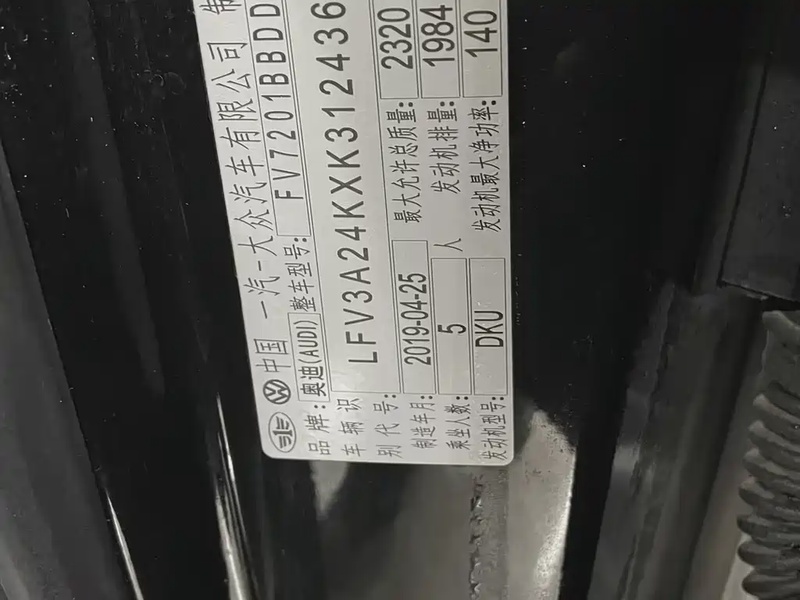 中国 一汽-大众汽车有限公司 制
品牌: 奥迪(AUDI) 整车型号: FV7201BBDD
车辆识别代号: LFV3A24KXK312436
制造年月: 2019-04-25 最大允许总质量: 2320
乘坐人数: 5 人 发动机排量: 1984
发动机型号: DKU 发动机最大净功率: 140